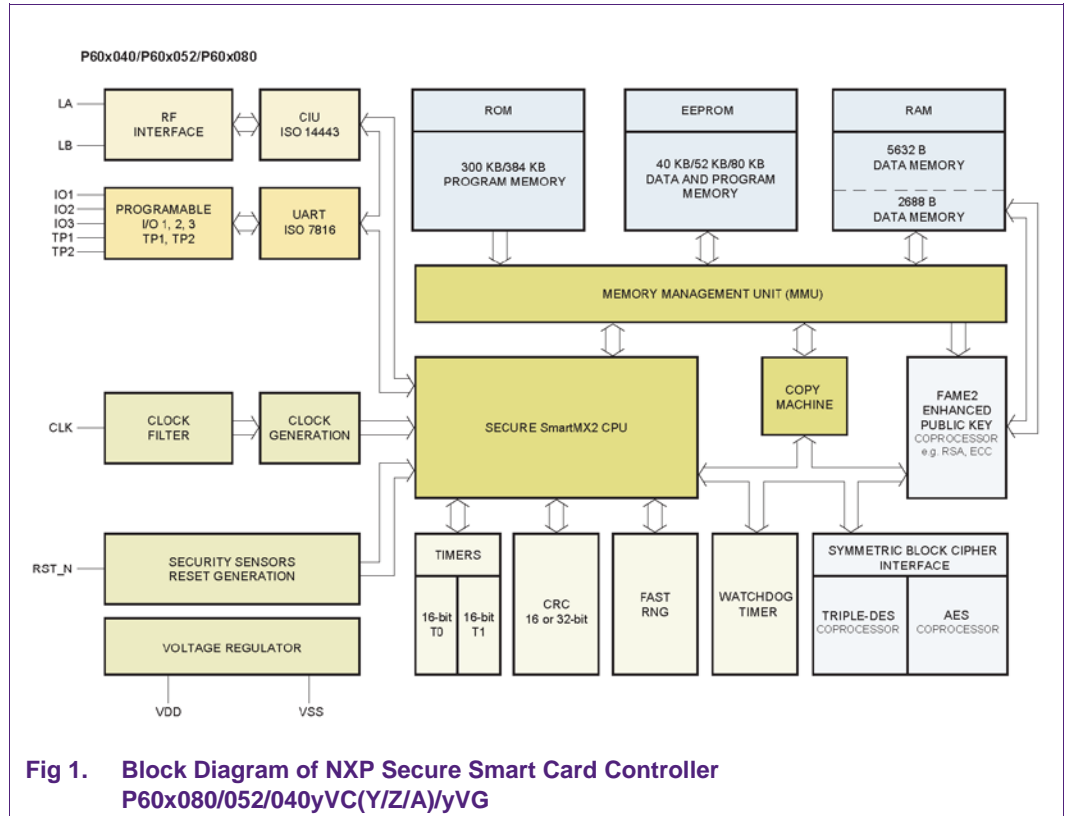 P60x040/P60x052/P60x080
LA
LB
RF
INTERFACE
CIU
ISO 14443
IO1
IO2
IO3
TP1
TP2
PROGRAMABLE
I/O 1, 2, 3
TP1, TP2
UART
ISO 7816
ROM
300 KB/384 KB
PROGRAM MEMORY
EEPROM
40 KB/52 KB/80 KB
DATA AND PROGRAM
MEMORY
RAM
5632 B
DATA MEMORY
2688 B
DATA MEMORY
MEMORY MANAGEMENT UNIT (MMU)
CLK
CLOCK
FILTER
CLOCK
GENERATION
SECURE SmartMX2 CPU
COPY
MACHINE
FAME2
ENHANCED
PUBLIC KEY
COPROCESSOR
e.g. RSA, ECC
RST_N
SECURITY SENSORS
RESET GENERATION
VOLTAGE REGULATOR
VDD
VSS
TIMERS
16-bit
T0
16-bit
T1
CRC
16 or 32-bit
FAST
RNG
WATCHDOG
TIMER
SYMMETRIC BLOCK CIPHER
INTERFACE
TRIPLE-DES
COPROCESSOR
AES
COPROCESSOR
Fig 1. Block Diagram of NXP Secure Smart Card Controller
P60x080/052/040yVC(Y/Z/A)/yVG